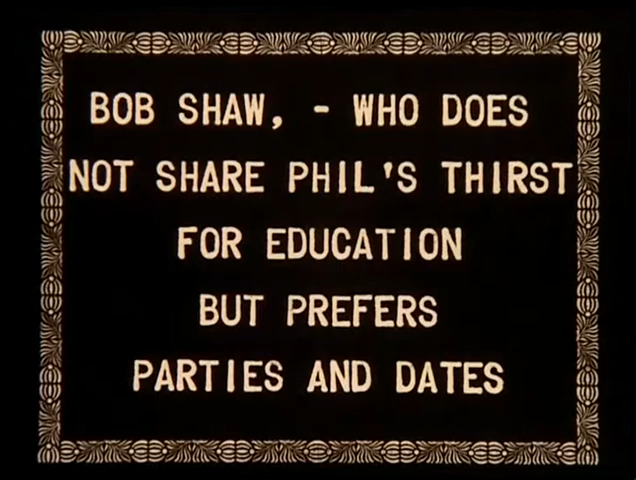 BOB SHAW, - WHO DOES
NOT SHARE PHIL'S THIRST
FOR EDUCATION
BUT PREFERS
PARTIES AND DATES